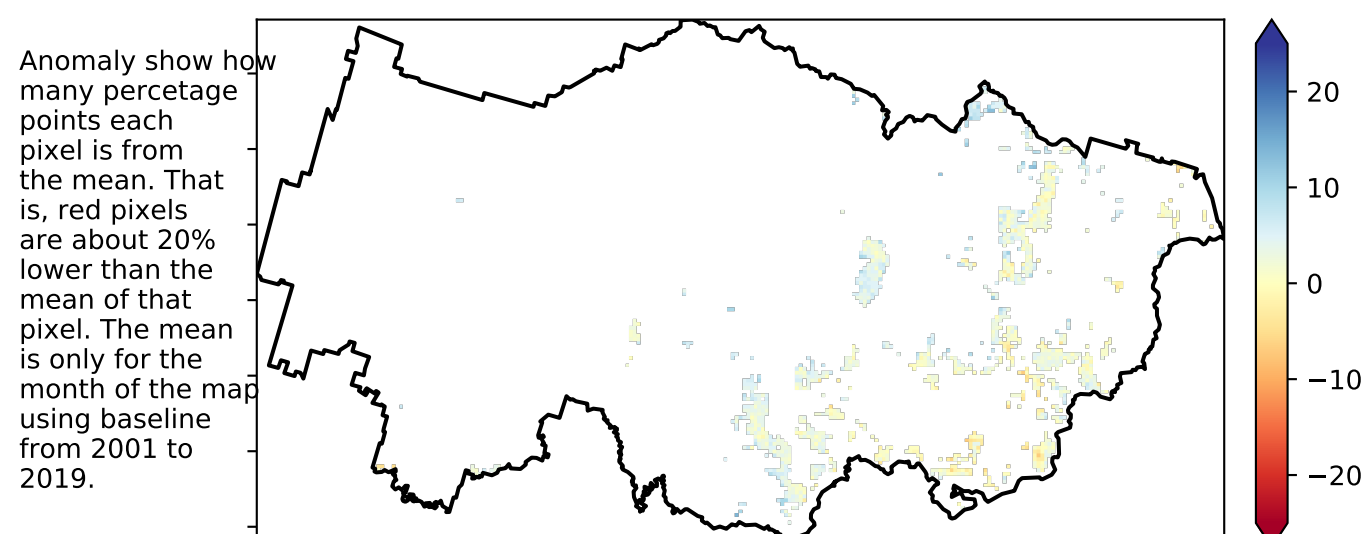 Anomaly show how
many percetage
points each
pixel is from
the mean. That
is, red pixels
are about 20%
lower than the
mean of that
pixel. The mean
is only for the
month of the map
using baseline
from 2001 to
2019.
20
10
0
−10
−20